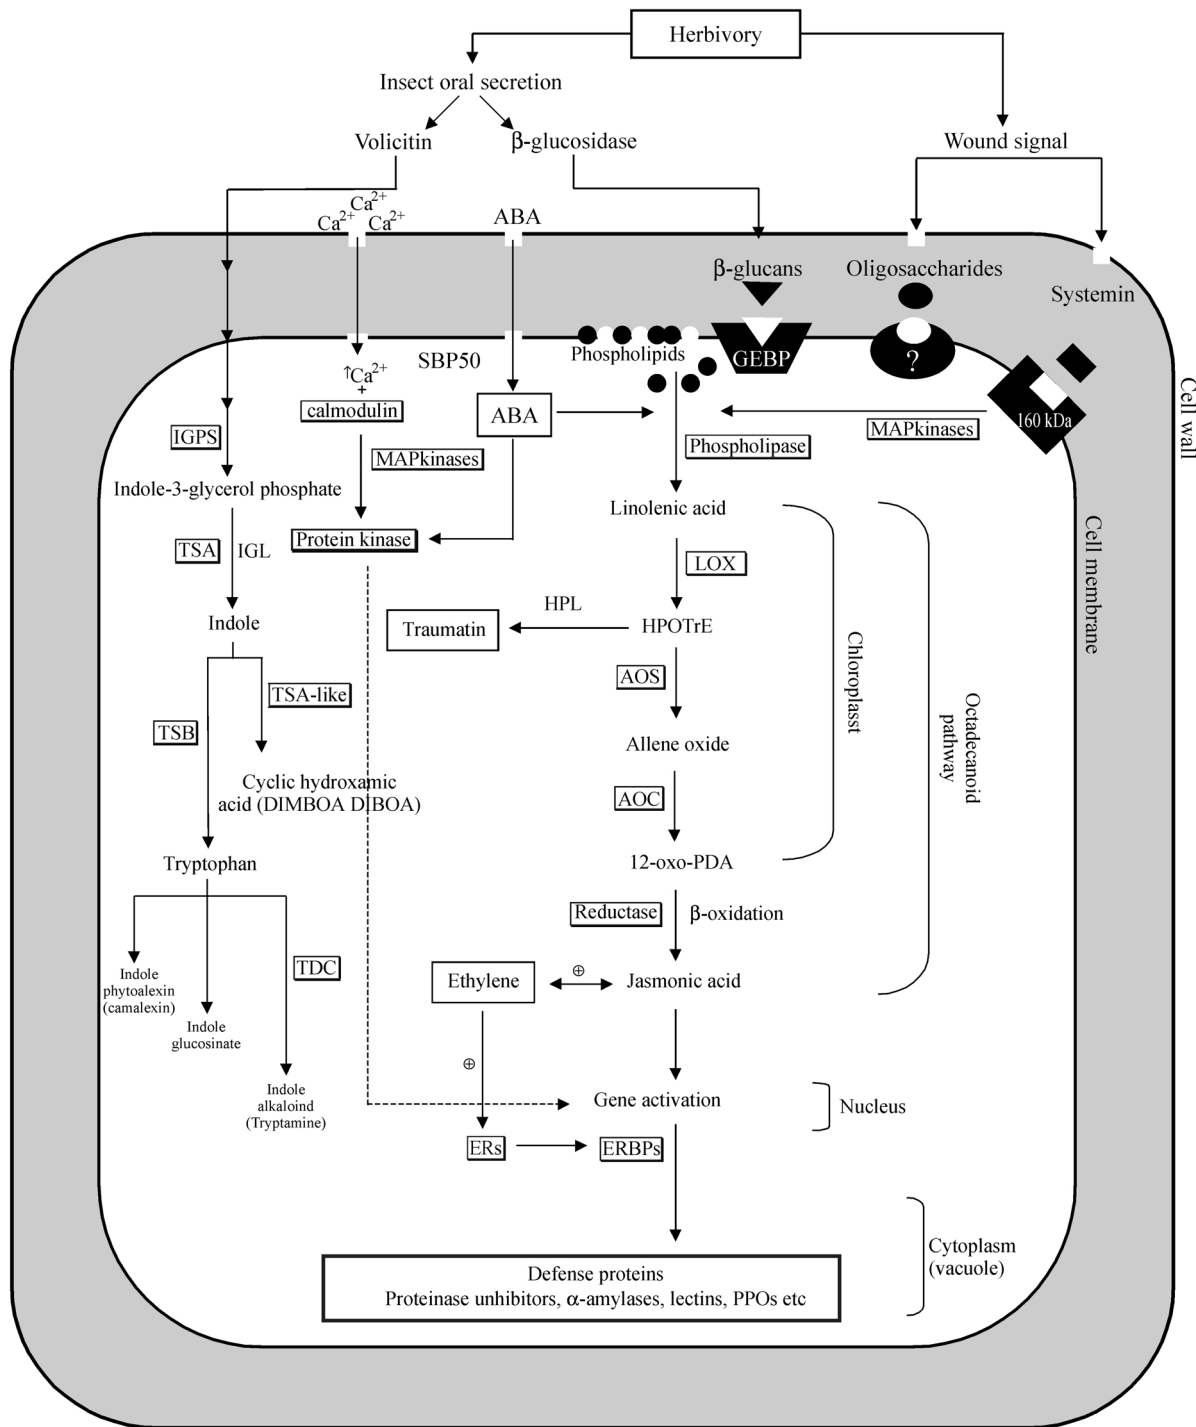 Herbivory
Insect oral secretion
Volicitin
β-glucosidase
Wound signal
Ca2+
Ca2+ Ca2+
ABA
β-glucans
Oligosaccharides
Systemin
Cell wall
SBP50
Phospholipids
GEBP
?
160 kDa
↑Ca2+
+
calmodulin
ABA
MAPkinases
IGPS
MAPkinases
Phospholipase
Indole-3-glycerol phosphate
Linolenic acid
Cell membrane
Protein kinase
TSA
IGL
LOX
Indole
HPL
Traumatin
HPOTrE
Chloroplasst
AOS
TSA-like
TSB
Octadecanoid
pathway
Allene oxide
Cyclic hydroxamic
acid (DIMBOA DIBOA)
AOC
Tryptophan
12-oxo-PDA
Reductase
β-oxidation
TDC
Indole
phytoalexin
(camalexin)
Ethylene
⊕
Jasmonic acid
Indole
glucosinate
⊕
Indole
alkaloind
(Tryptamine)
Gene activation
Nucleus
ERs
ERBPs
Cytoplasm
(vacuole)
Defense proteins
Proteinase unhibitors, α-amylases, lectins, PPOs etc